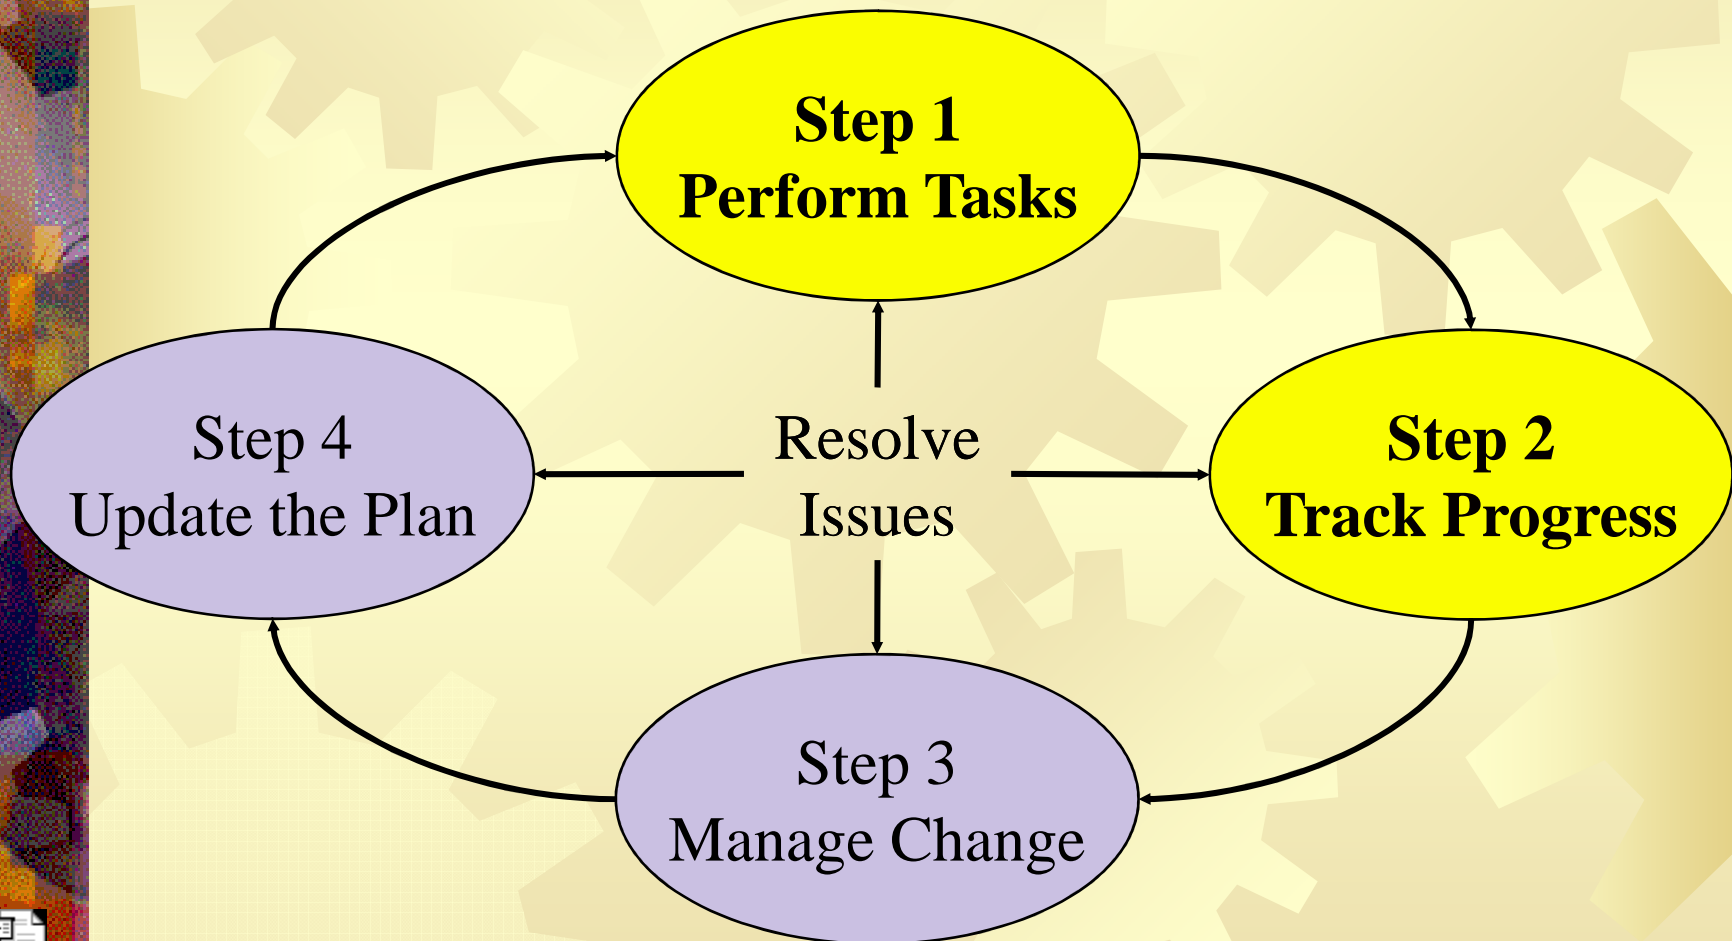 Step 1
Perform Tasks
Step 4
Update the Plan
Resolve
Issues
Step 2
Track Progress
Step 3
Manage Change